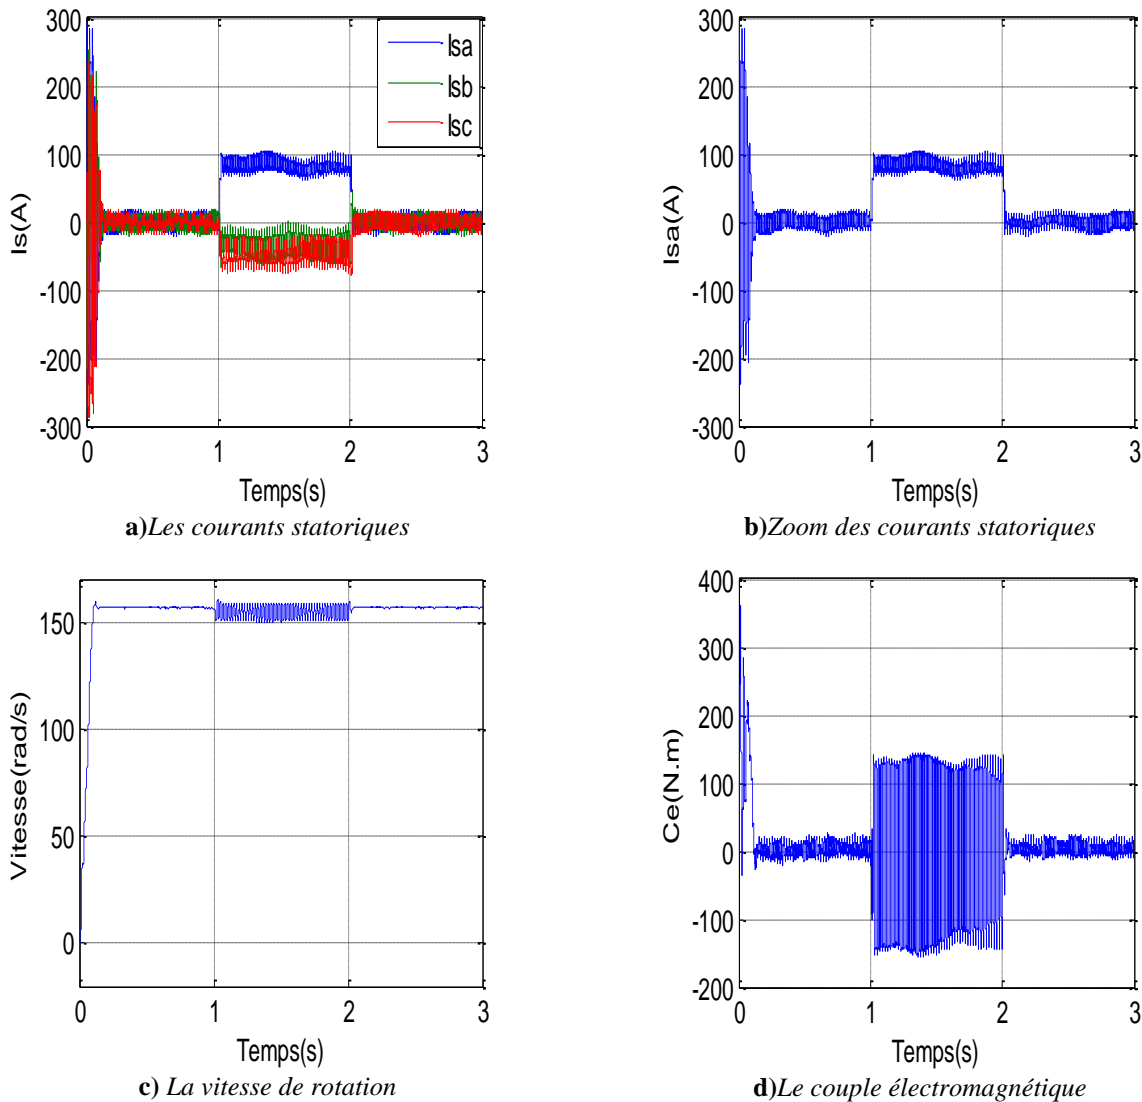 300
200
100
0
-100
-200
-300
Is(A)
Isa
Isb
Isc
0 1 2 3
Temps(s)
a)Les courants statoriques
300
200
100
0
-100
-200
-300
Isa(A)
0 1 2 3
Temps(s)
b)Zoom des courants statoriques
150
100
50
0
Vitesse(rad/s)
0 1 2 3
Temps(s)
c) La vitesse de rotation
400
300
200
100
0
-100
-200
Ce(N.m)
0 1 2 3
Temps(s)
d)Le couple électromagnétique